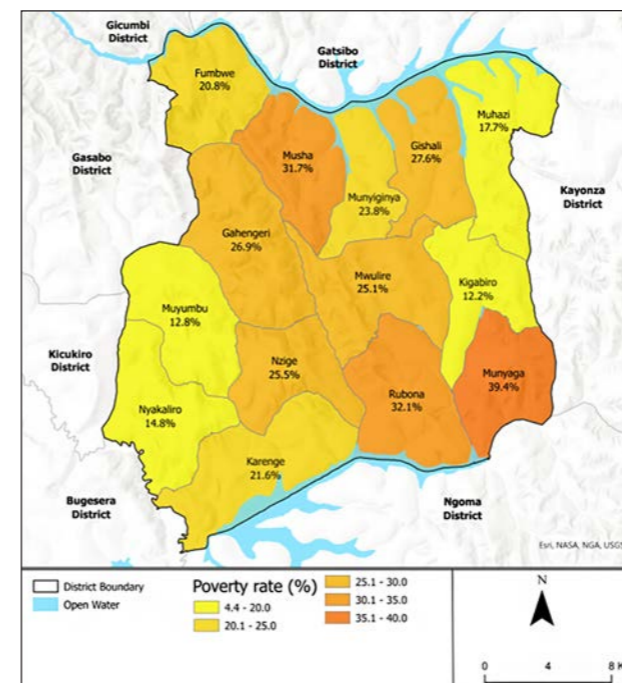 Gicumbi
District
Gatsibo
District
Fumbwe
20.8%
Muhazi
17.7%
Musha
31.7%
Gishali
27.6%
Gasabo
District
Munyiginya
23.8%
Kayonza
District
Gahengeri
26.9%
Mwulire
25.1%
Kigabiro
12.2%
Muyumbu
12.8%
Kicukiro
District
Nzige
25.5%
Rubona
32.1%
Munyaga
39.4%
Nyakaliro
14.8%
Karenge
21.6%
Bugesera
District
Ngoma
District
Esri, NASA, NGA, USGS
District Boundary
Open Water
Poverty rate (%)
4.4 - 20.0
20.1 - 25.0
25.1 - 30.0
30.1 - 35.0
35.1 - 40.0
N
0 4 8 K